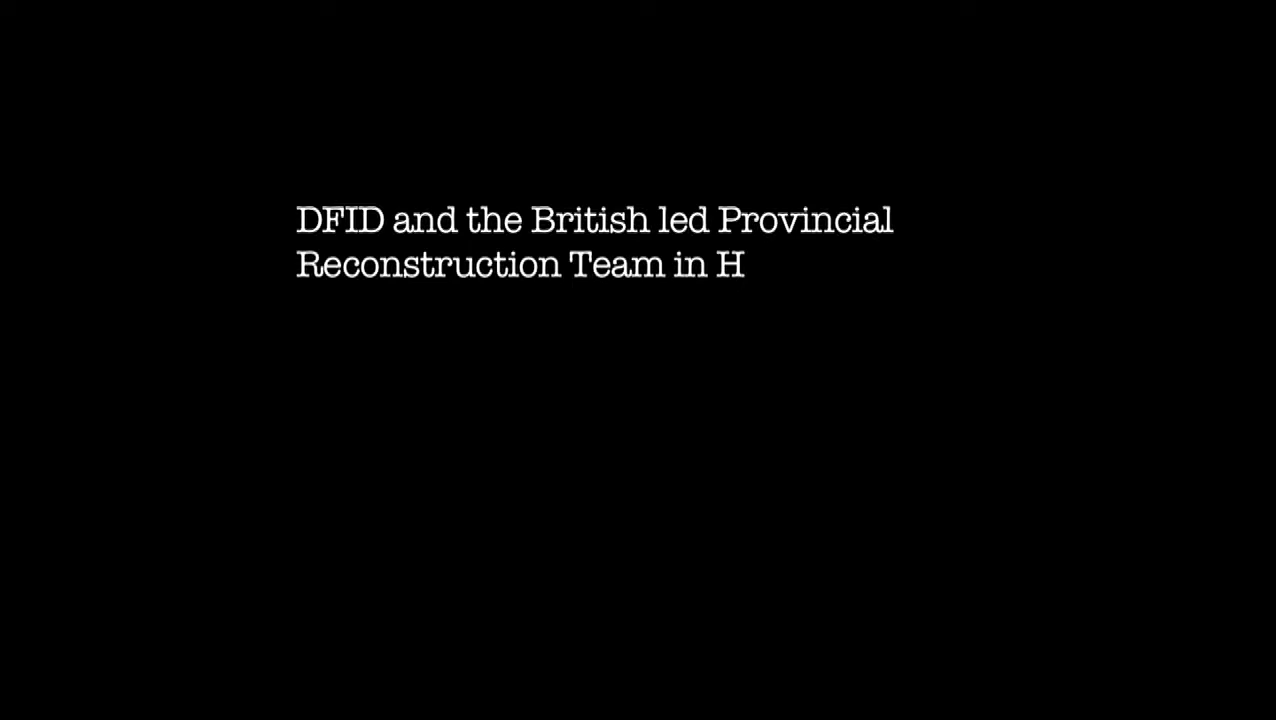 DFID and the British led Provincial
Reconstruction Team in H